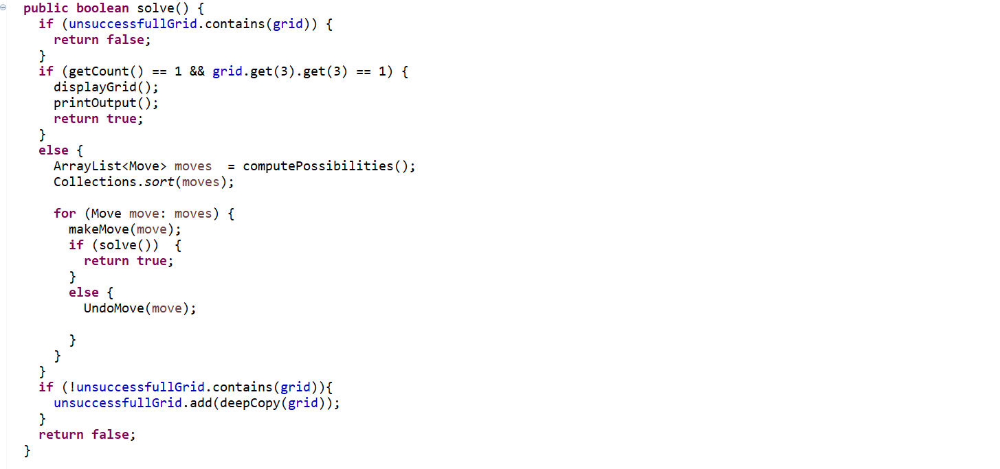 public boolean solve() {
  if (unsuccessfullGrid.contains(grid)) {
    return false;
  }
  if (getCount() == 1 && grid.get(3).get(3) == 1) {
    displayGrid();
    printOutput();
    return true;
  }
  else {
    ArrayList<Move> moves  = computePossibilities();
    Collections.sort(moves);

    for (Move move: moves) {
      makeMove(move);
      if (solve())  {
        return true;
      }
      else {
        UndoMove(move);

      }
    }
  }
  if (!unsuccessfullGrid.contains(grid)){
    unsuccessfullGrid.add(deepCopy(grid));
  }
  return false;
}